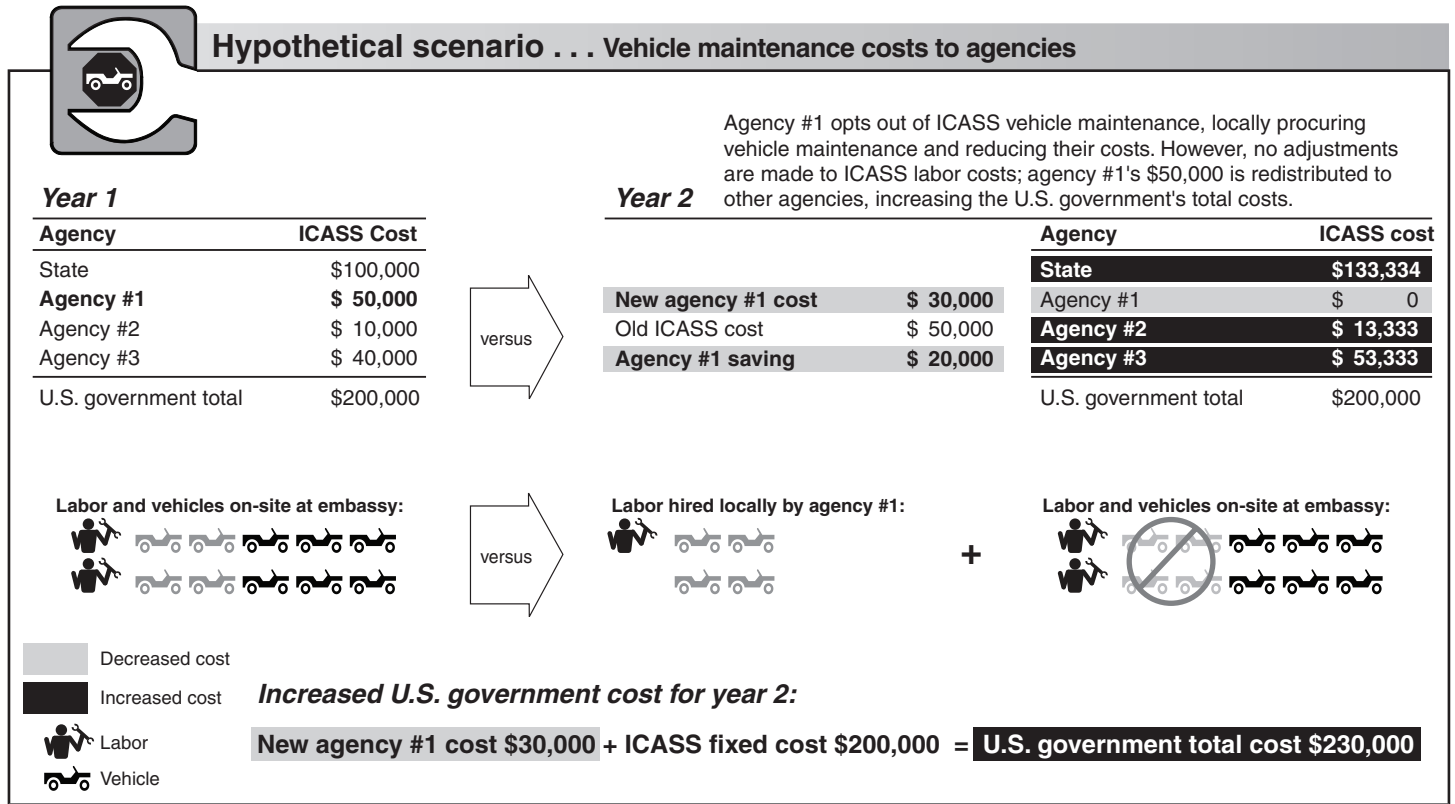 Hypothetical scenario . . . Vehicle maintenance costs to agencies
Agency #1 opts out of ICASS vehicle maintenance, locally procuring
vehicle maintenance and reducing their costs. However, no adjustments
are made to ICASS labor costs; agency #1's $50,000 is redistributed to
other agencies, increasing the U.S. government's total costs.
Year 1
Agency ICASS Cost
State $100,000
Agency #1 $ 50,000
Agency #2 $ 10,000
Agency #3 $ 40,000
U.S. government total $200,000
versus
Year 2
New agency #1 cost $ 30,000
Old ICASS cost $ 50,000
Agency #1 saving $ 20,000
Agency ICASS cost
State $133,334
Agency #1 $ 0
Agency #2 $ 13,333
Agency #3 $ 53,333
U.S. government total $200,000
Labor and vehicles on-site at embassy:
versus
Labor hired locally by agency #1:
+
Labor and vehicles on-site at embassy:
Decreased cost
Increased cost
Labor
Vehicle
Increased U.S. government cost for year 2:
New agency #1 cost $30,000 + ICASS fixed cost $200,000 = U.S. government total cost $230,000